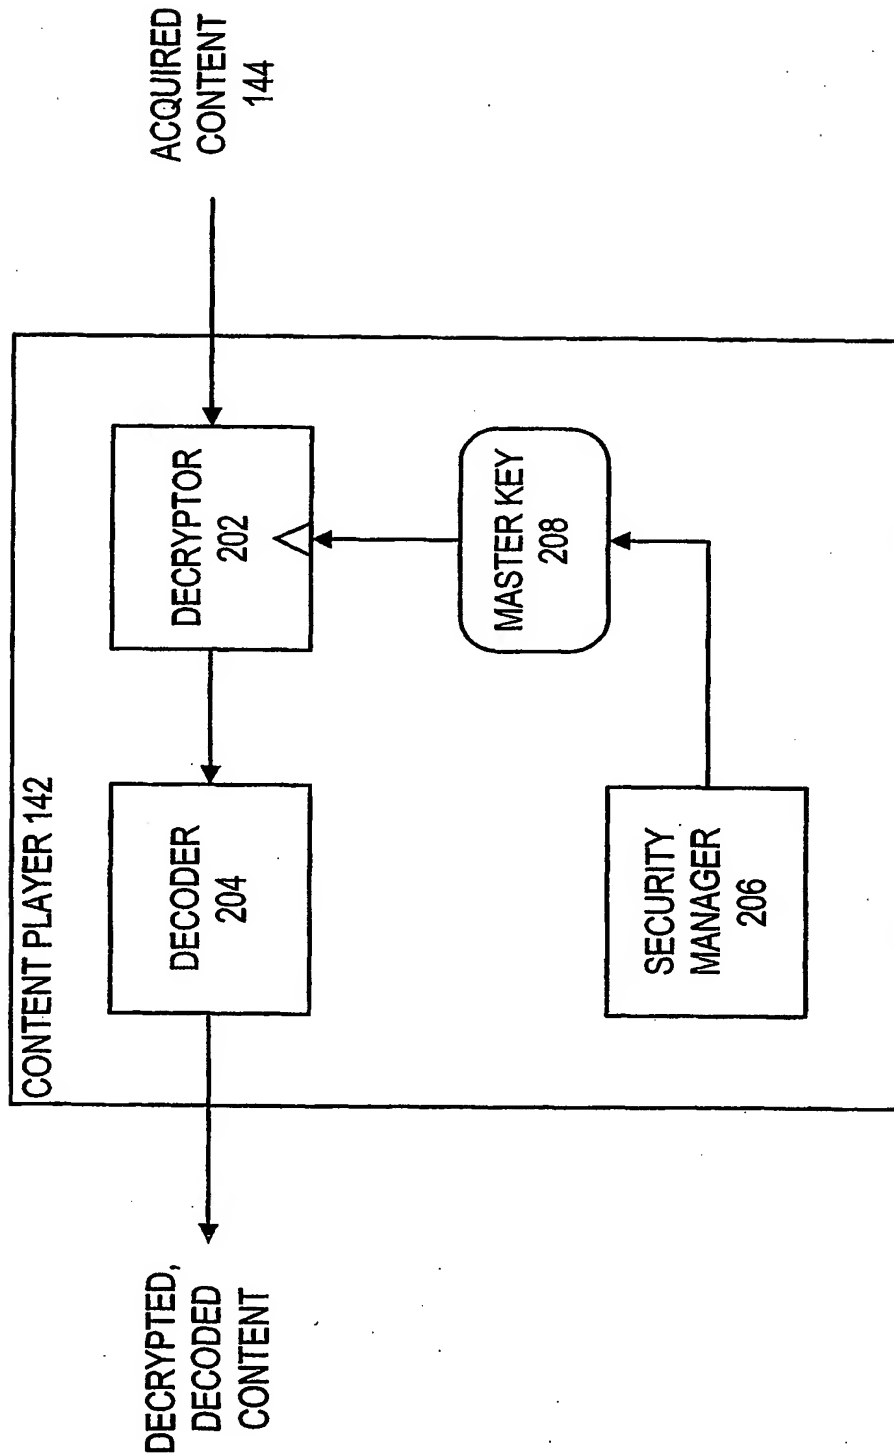 CONTENT PLAYER 142
DECRYPTED,
DECODED
CONTENT
DECODER
204
DECRYPTOR
202
ACQUIRED
CONTENT
144
MASTER KEY
208
SECURITY
MANAGER
206